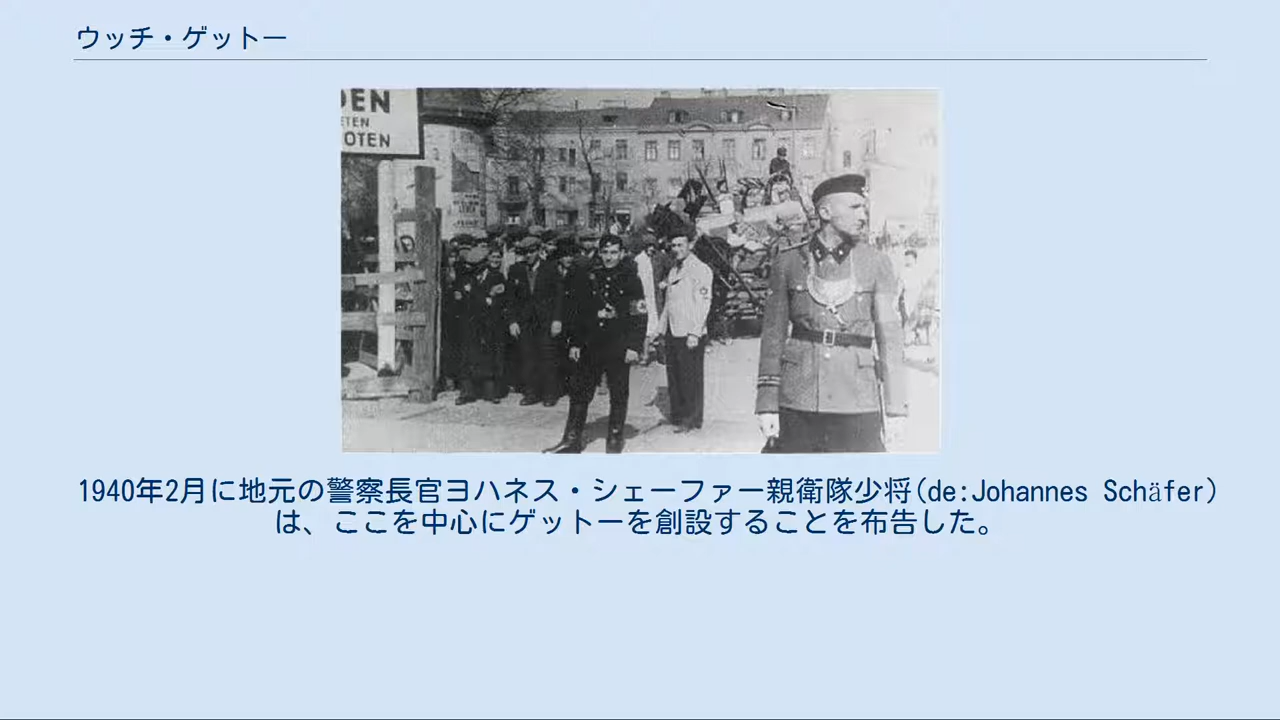 ウッチ・ゲットー
DEN
ETEN
OTEN
1940年2月に地元の警察長官ヨハネス・シェーファー親衛隊少将(de:Johannes Schäfer)
は、ここを中心にゲットーを創設することを布告した。